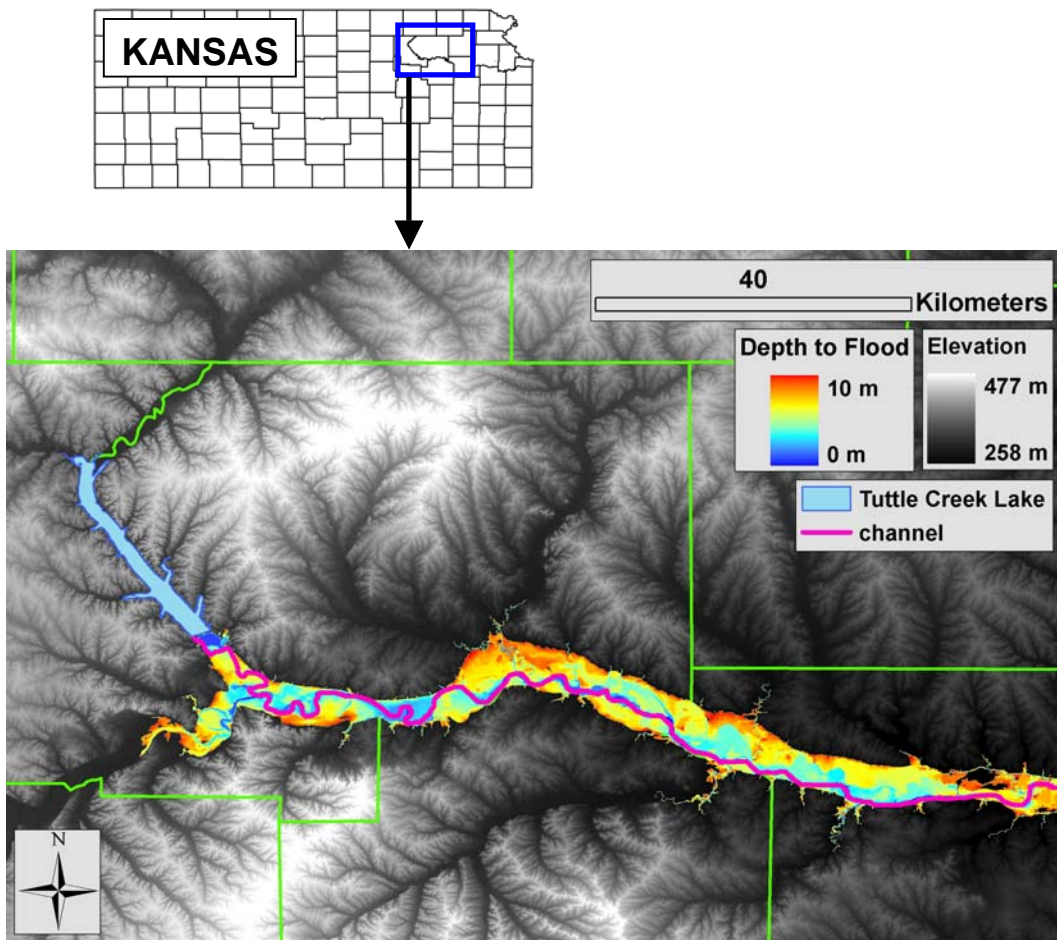 KANSAS
40
Kilometers
Depth to Flood
10 m
0 m
Elevation
477 m
258 m
Tuttle Creek Lake
channel
N